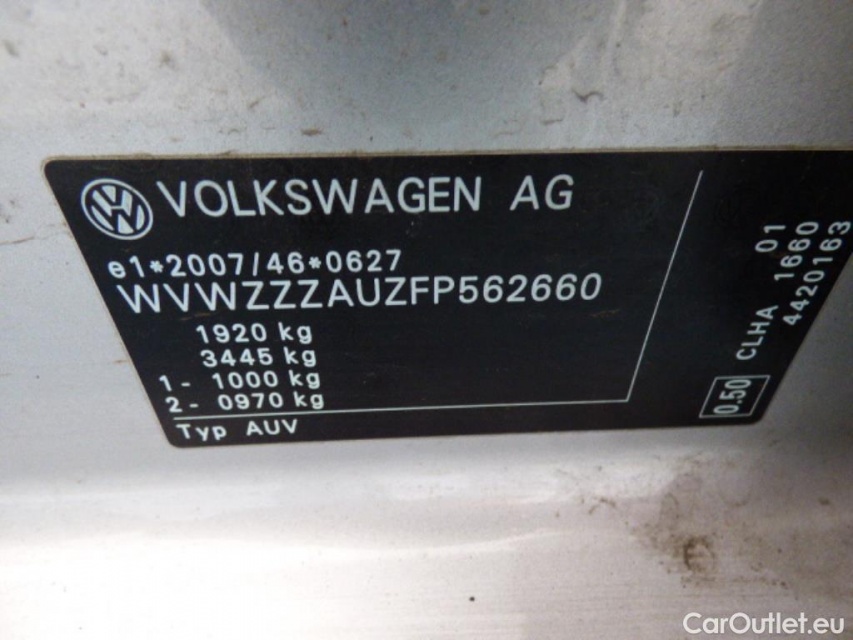 VOLKSWAGEN AG
e1*2007/46*0627
WVWZZZAUZFP562660
1920 kg
3445 kg
1- 1000 kg
2- 0970 kg
Typ AUV
01
CLHA 1660
4420163
0.50
CarOutlet.eu